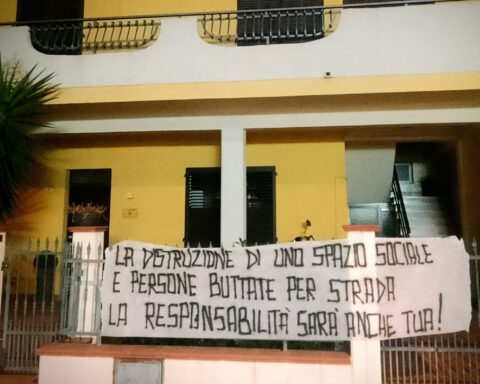 LA DISTRUZIONE DI UNO SPAZIO SOCIALE
E PERSONE BUTTATE PER STRADA
LA RESPONSABILITÀ SARÀ ANCHE TUA!